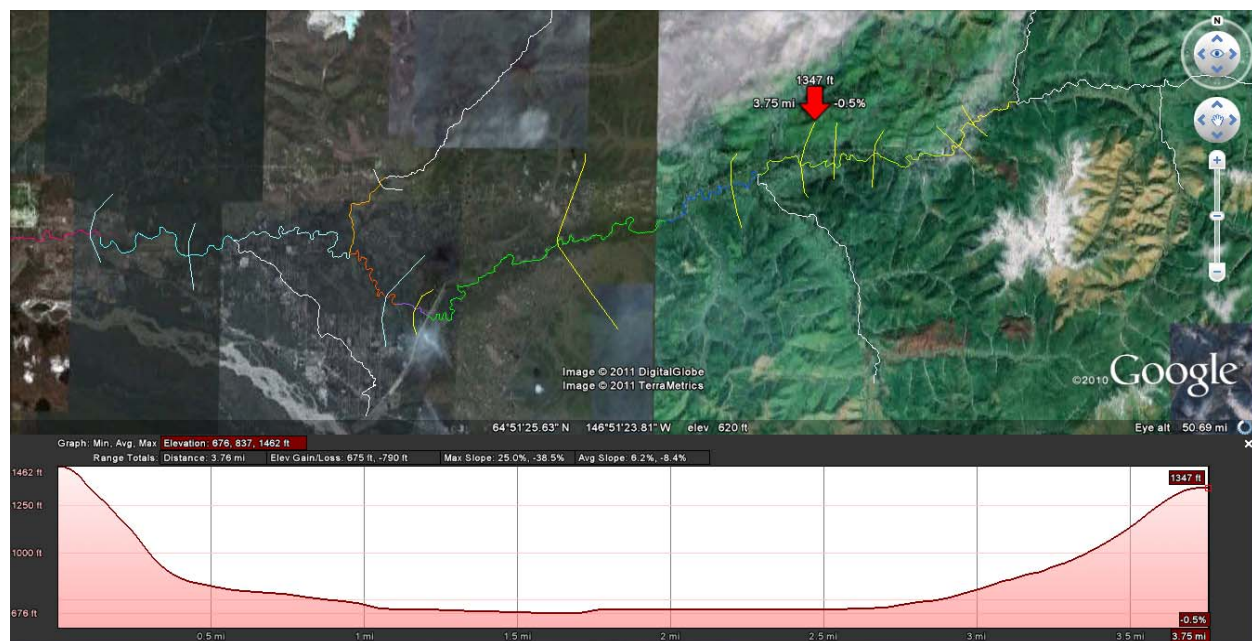 N
1347 ft
3.75 mi -0.5%
Image © 2011 DigitalGlobe
Image © 2011 TerraMetrics
©2010 Google
64°51'25.63" N 146°51'23.81" W elev 620 ft
Eye alt 50.69 mi
Graph: Min, Avg, Max Elevation: 676, 837, 1462 ft
Range Totals: Distance: 3.76 mi Elev Gain/Loss: 675 ft, -790 ft Max Slope: 25.0%, -38.5% Avg Slope: 6.2%, -8.4%
1462 ft
1347 ft
1250 ft
1000 ft
676 ft
-0.5%
0.5 mi 1 mi 1.5 mi 2 mi 2.5 mi 3 mi 3.5 mi 3.75 mi